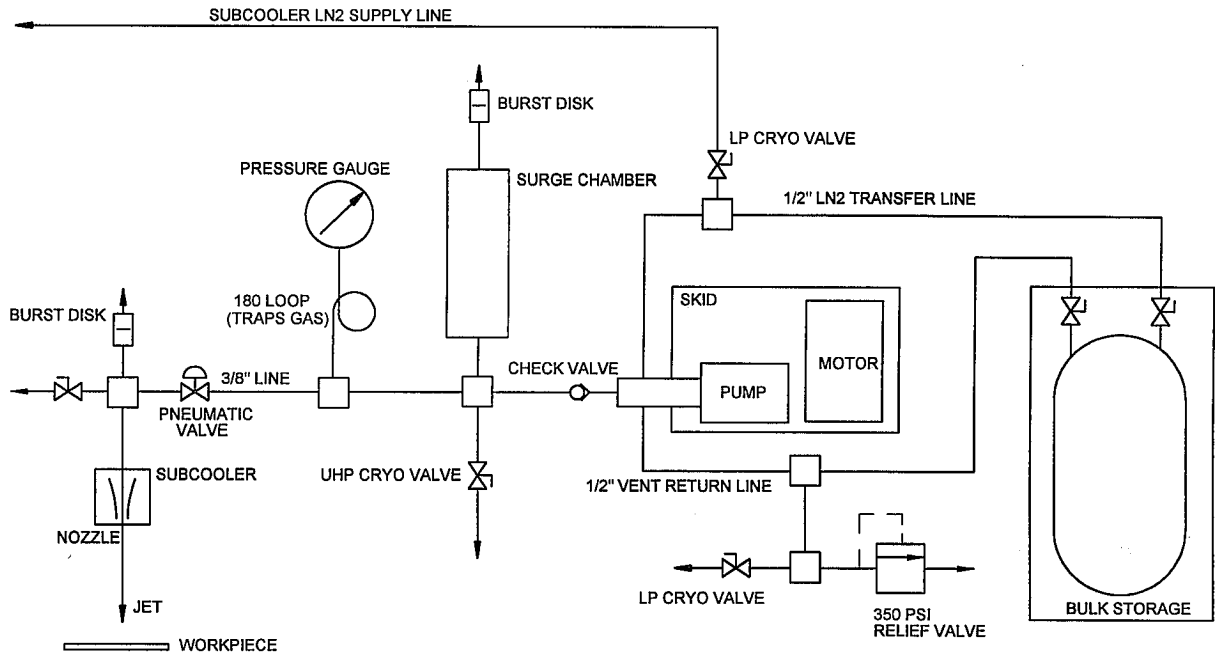 SUBCOOLER LN2 SUPPLY LINE
BURST DISK
LP CRYO VALVE
PRESSURE GAUGE
SURGE CHAMBER
1/2" LN2 TRANSFER LINE
180 LOOP
(TRAPS GAS)
SKID
BURST DISK
MOTOR
CHECK VALVE
3/8" LINE
PUMP
PNEUMATIC
VALVE
SUBCOOLER
UHP CRYO VALVE
1/2" VENT RETURN LINE
NOZZLE
LP CRYO VALVE
JET
BULK STORAGE
350 PSI
RELIEF VALVE
WORKPIECE